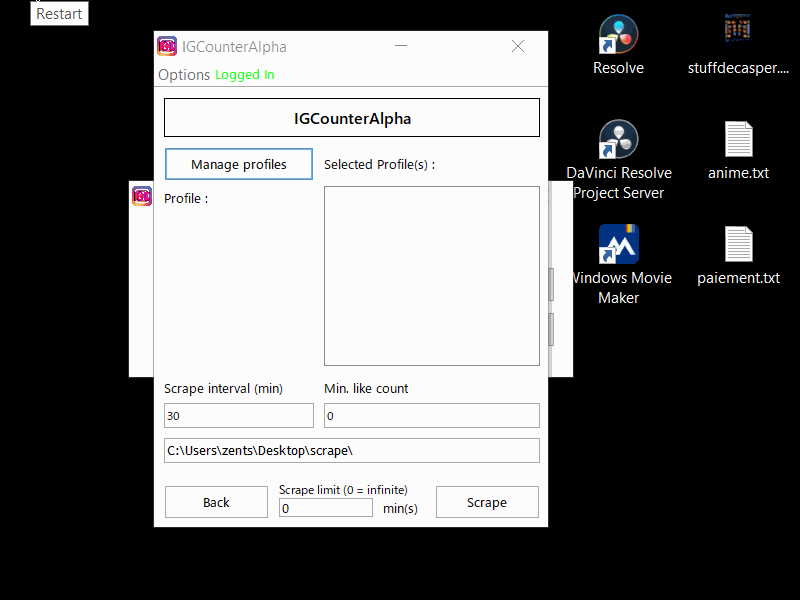 Restart
IGCounterAlpha
Options Logged In
IGCounterAlpha
Manage profiles
Selected Profile(s) :
Profile :
Scrape interval (min)
Min. like count
30
0
C:\Users\zents\Desktop\scrape\
Back
Scrape limit (0 = infinite)
0
min(s)
Scrape
Resolve
stuffdecasper....
DaVinci Resolve
Project Server
anime.txt
Windows Movie
Maker
paiement.txt